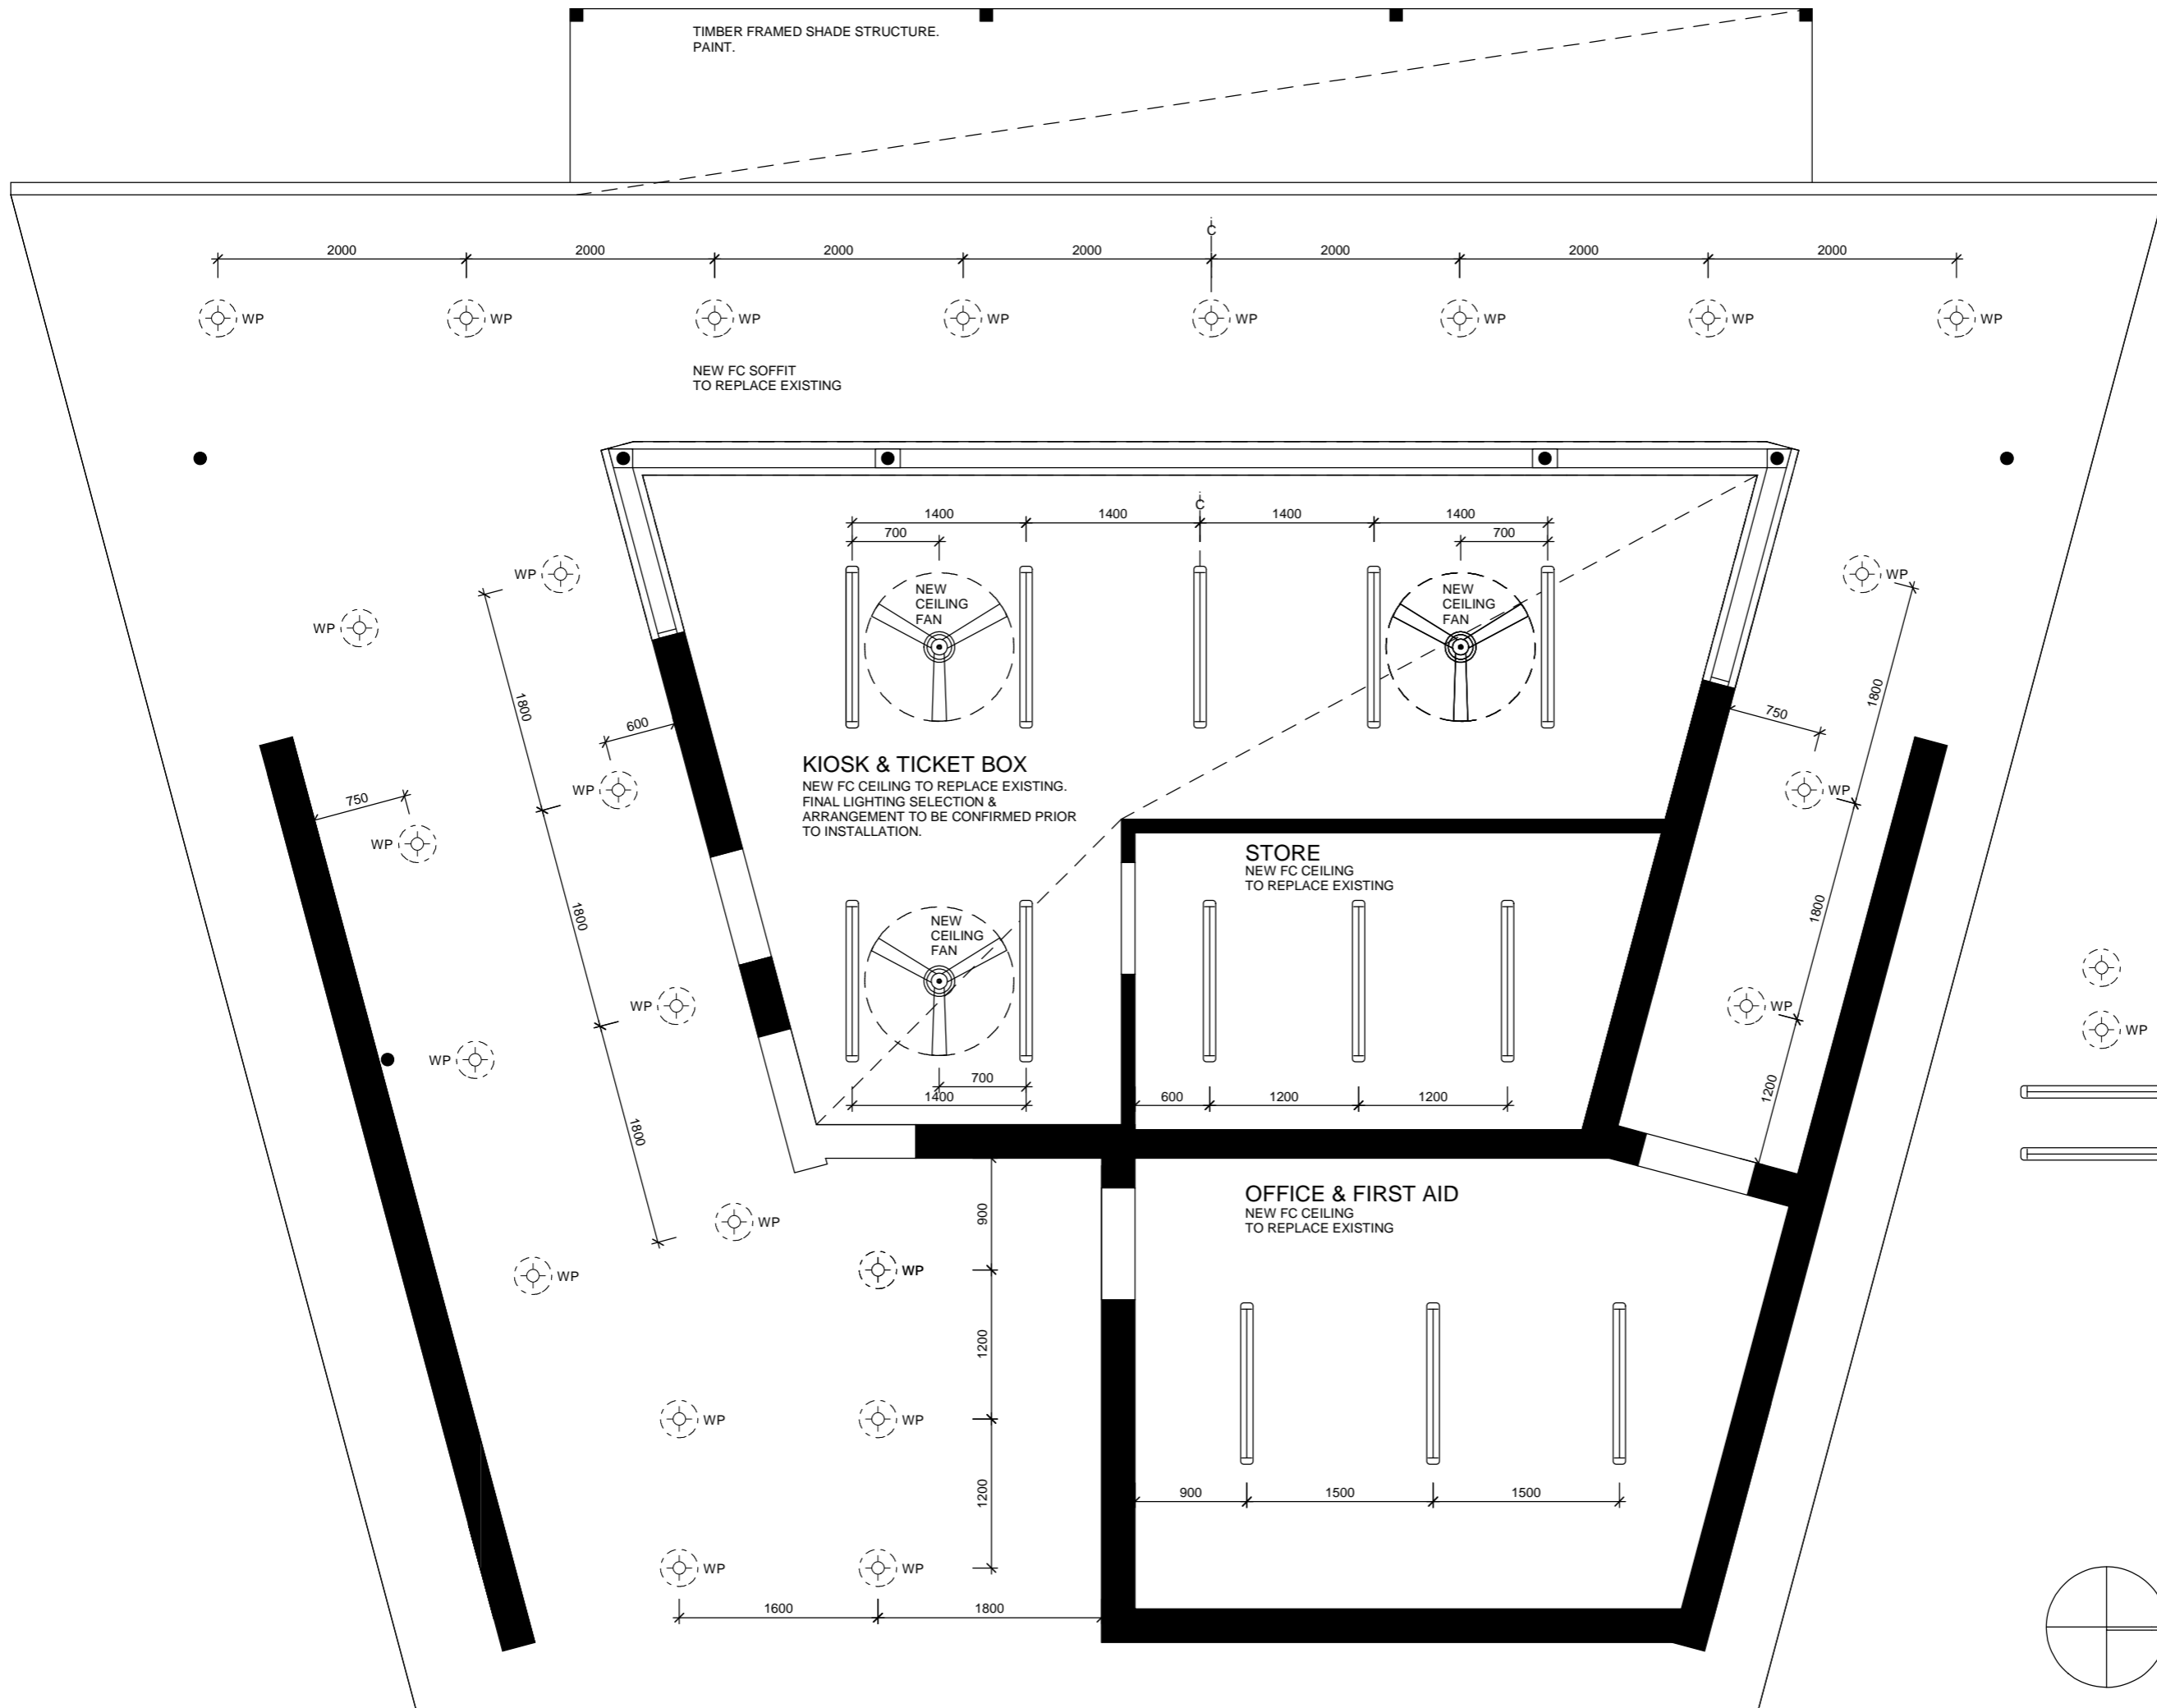 TIMBER FRAMED SHADE STRUCTURE.
PAINT.
C
2000 2000 2000 2000 2000 2000 2000
WP WP WP WP WP WP WP WP
NEW FC SOFFIT
TO REPLACE EXISTING
C
1400 1400 1400 1400
700 700
WP
WP
NEW
CEILING
FAN
NEW
CEILING
FAN
WP
1800
600
1800
750
KIOSK & TICKET BOX
NEW FC CEILING TO REPLACE EXISTING.
FINAL LIGHTING SELECTION &
ARRANGEMENT TO BE CONFIRMED PRIOR
TO INSTALLATION.
WP
WP
750
WP
STORE
NEW FC CEILING
TO REPLACE EXISTING
1800
1800
NEW
CEILING
FAN
WP
WP
WP
WP
700
1400
600 1200 1200
1200
1800
OFFICE & FIRST AID
NEW FC CEILING
TO REPLACE EXISTING
900
WP
WP
WP
1200
WP
WP
1200
900 1500 1500
WP
WP
1600 1800